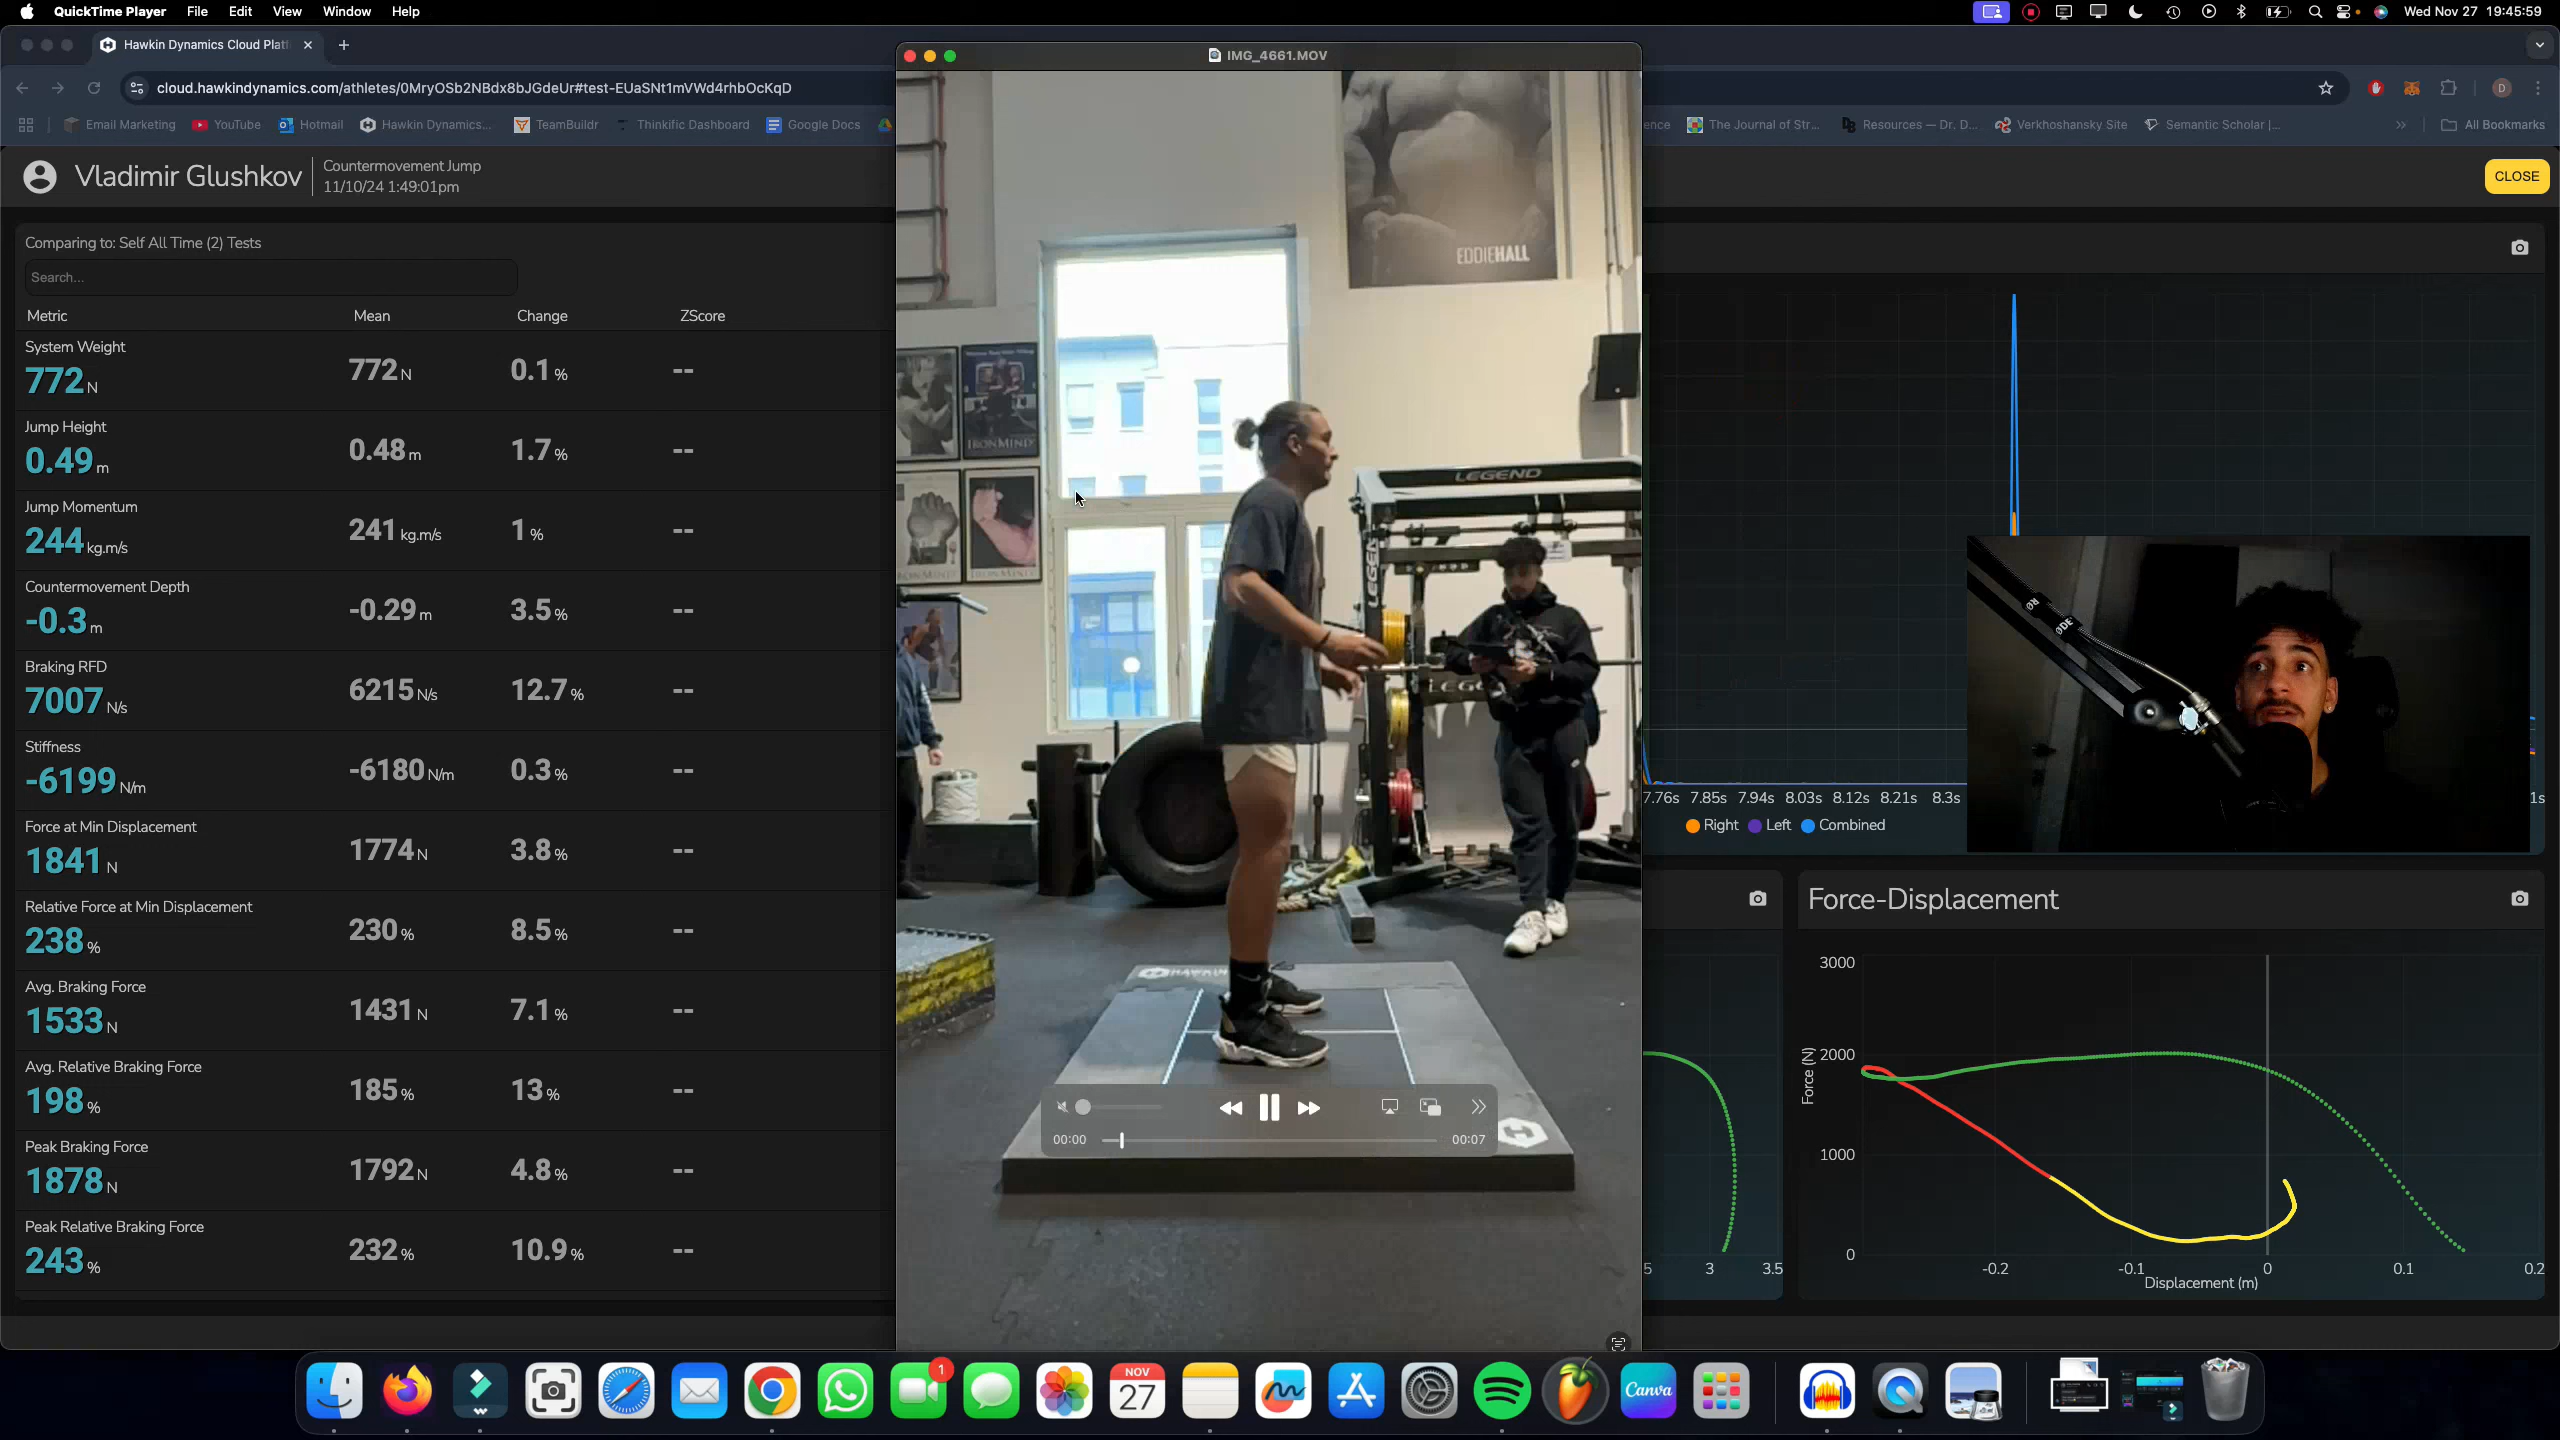 QuickTime Player File Edit View Window Help
Wed Nov 27 19:45:59
Hawkin Dynamics Cloud Platf
IMG_4661.MOV
cloud.hawkindynamics.com/athletes/0MryOSb2NBdx8bJGdeUr#test-EUaSNt1mVWd4rhbOcKqD
Email Marketing YouTube Hotmail Hawkin Dynamics... TeamBuildr Thinkific Dashboard Google Docs
ence The Journal of Str... Resources — Dr. D... Verkhoshansky Site Semantic Scholar |... All Bookmarks
Vladimir Glushkov
Countermovement Jump
11/10/24 1:49:01pm
CLOSE
Comparing to: Self All Time (2) Tests
Search...
Metric Mean Change ZScore
System Weight
772 N 772 N 0.1 % --
Jump Height
0.49 m 0.48 m 1.7 % --
Jump Momentum
244 kg.m/s 241 kg.m/s 1 % --
Countermovement Depth
-0.3 m -0.29 m 3.5 % --
Braking RFD
7007 N/s 6215 N/s 12.7 % --
Stiffness
-6199 N/m -6180 N/m 0.3 % --
Force at Min Displacement
1841 N 1774 N 3.8 % --
Relative Force at Min Displacement
238 % 230 % 8.5 % --
Avg. Braking Force
1533 N 1431 N 7.1 % --
Avg. Relative Braking Force
198 % 185 % 13 % --
Peak Braking Force
1878 N 1792 N 4.8 % --
Peak Relative Braking Force
243 % 232 % 10.9 % --
EDDIEHALL
IRONMIND
LEGEND
LEGEND
HAWKIN
00:00 00:07
RØDE
7.76s 7.85s 7.94s 8.03s 8.12s 8.21s 8.3s 1s
Right Left Combined
5 3 3.5
Force-Displacement
Force (N)
3000
2000
1000
0
-0.2 -0.1 0 0.1 0.2
Displacement (m)
1
NOV
27
Canva